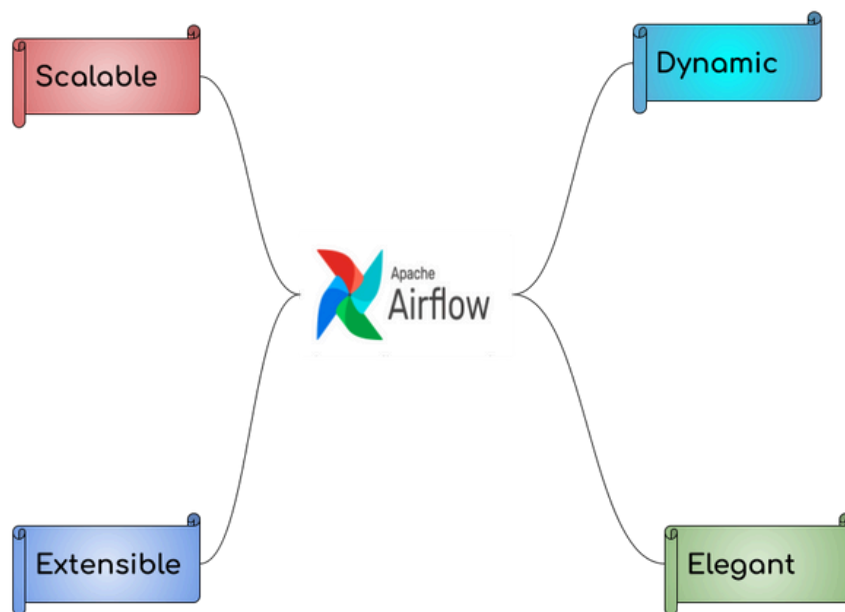 Scalable
Dynamic
Apache
Airflow
Extensible
Elegant